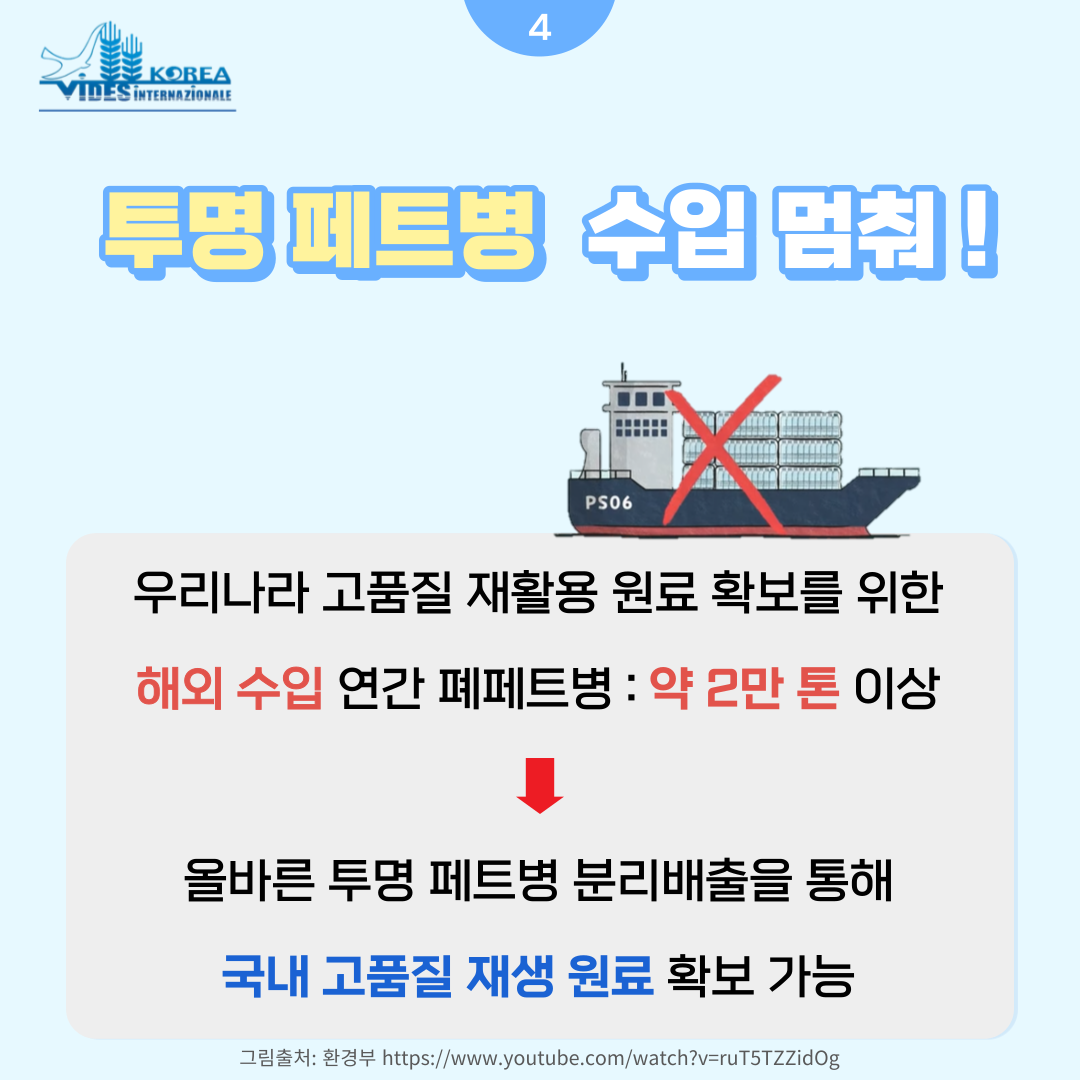 4
KOREA
VIDES INTERNAZIONALE
투명 페트병 수입 멈춰 !
PS06
우리나라 고품질 재활용 원료 확보를 위한
해외 수입 연간 폐페트병 : 약 2만 톤 이상
올바른 투명 페트병 분리배출을 통해
국내 고품질 재생 원료 확보 가능
그림출처: 환경부 https://www.youtube.com/watch?v=ruT5TZZidOg